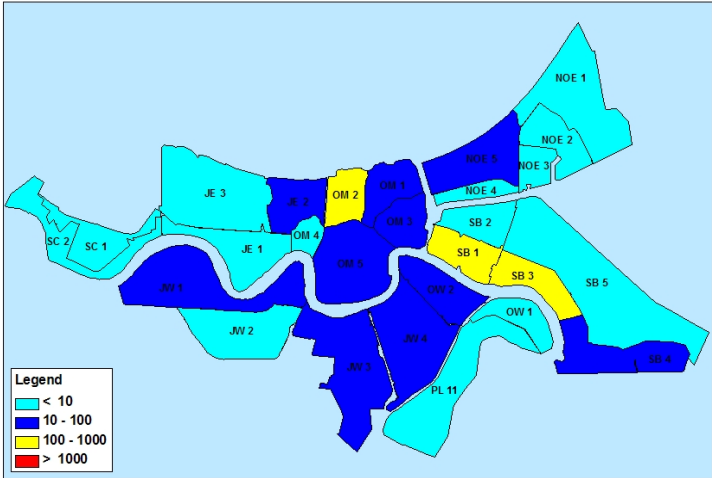 NOE 1
NOE 2
NOE 5
NOE 3
NOE 4
JE 3
JE 2
OM 2
OM 1
OM 3
OM 4
SB 2
SC 2
SC 1
JE 1
SB 1
OM 5
SB 3
SB 5
JW 1
OW 2
OW 1
JW 2
JW 4
SB 4
JW 3
PL 11
Legend
< 10
10 - 100
100 - 1000
> 1000